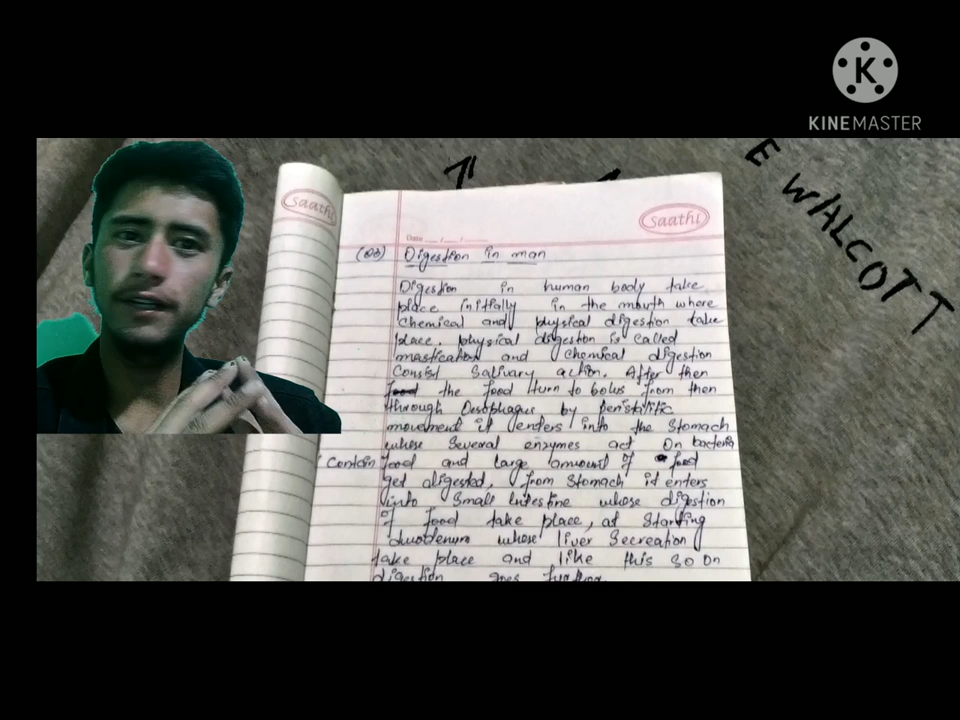 K
KINEMASTER
E WALCOTT
saathi
saathi
Date
(03) Digestion in man
Digestion in human body take
place initially in the mouth where
chemical and physical digestion take
place. physical digestion is called
mastication and chemical digestion
consist salivary action. After then
food the food turn to bolus from then
through Oesophagus by peristaltic
movement it enters into the stomach
whose several enzymes act on bacteria
contain food and large amount of food
get digested, from stomach it enters
into small intestine whose digestion
of food take place, at starting
duodenum whose liver secreation
take place and like this so on
digestion goes further